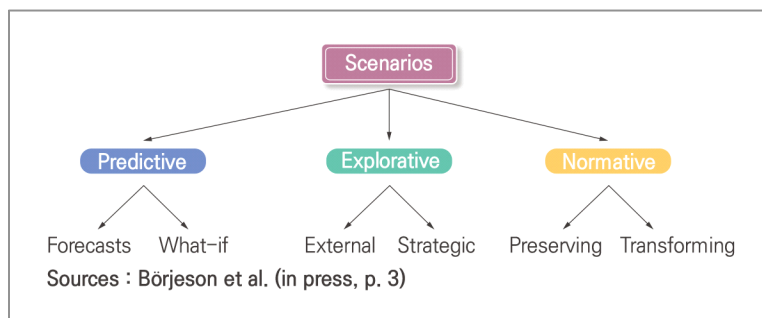 Scenarios
Predictive Explorative Normative
Forecasts What-if External Strategic Preserving Transforming
Sources : Börjeson et al. (in press, p. 3)